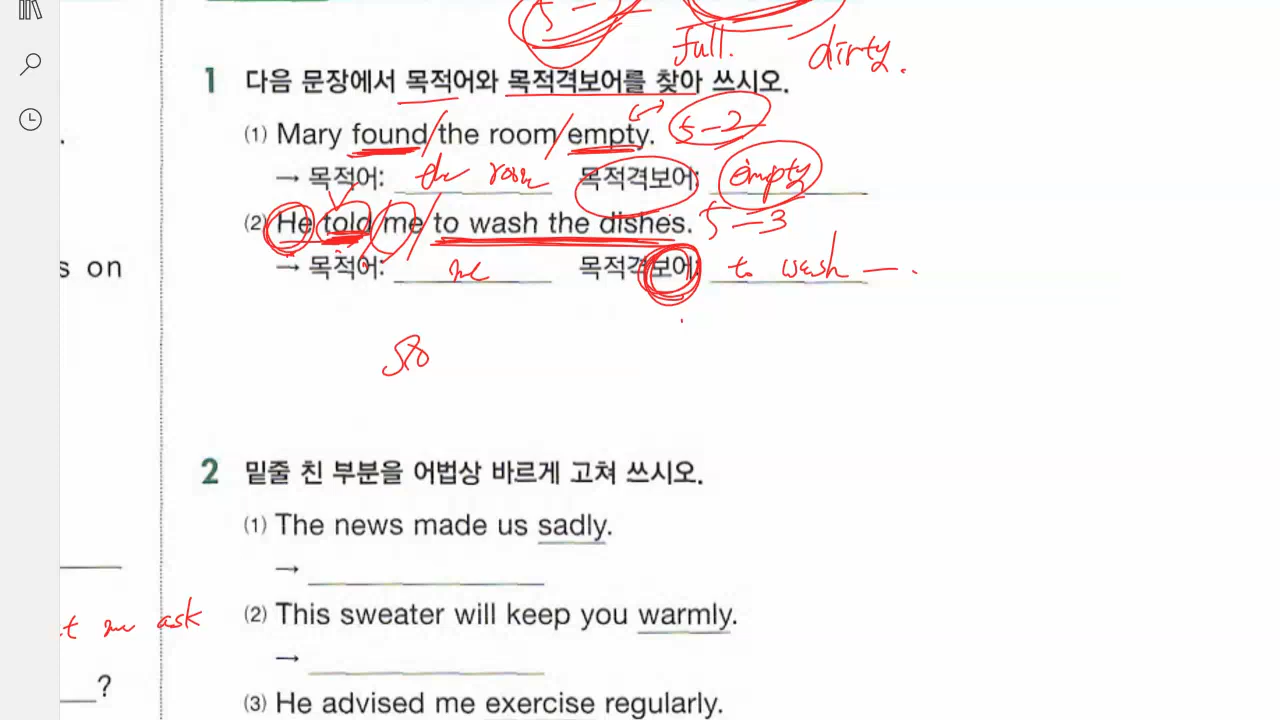 5-
full.
dirty.
1 다음 문장에서 목적어와 목적격보어를 찾아 쓰시오.
(1) Mary found/the room/empty. 5-2
→ 목적어: the room 목적격보어: empty
(2) He told me/to wash the dishes. 5-3
→ 목적어: me 목적격보어: to wash —.
s on
2 밑줄 친 부분을 어법상 바르게 고쳐 쓰시오.
(1) The news made us sadly.
→
(2) This sweater will keep you warmly.
→
t me ask
?
(3) He advised me exercise regularly.